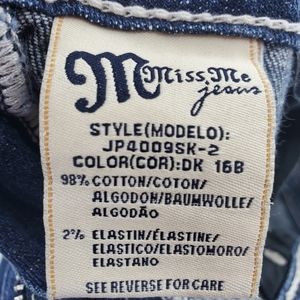 M Miss Me
jeans
STYLE(MODELO):
JP4009SK-2
COLOR(COR):DK 168
98% COTTON/COTON/
ALGODON/BAUMWOLLE/
ALGODÃO
2% ELASTIN/ÉLASTINE/
ELASTICO/ELASTOMORO/
ELASTANO
SEE REVERSE FOR CARE